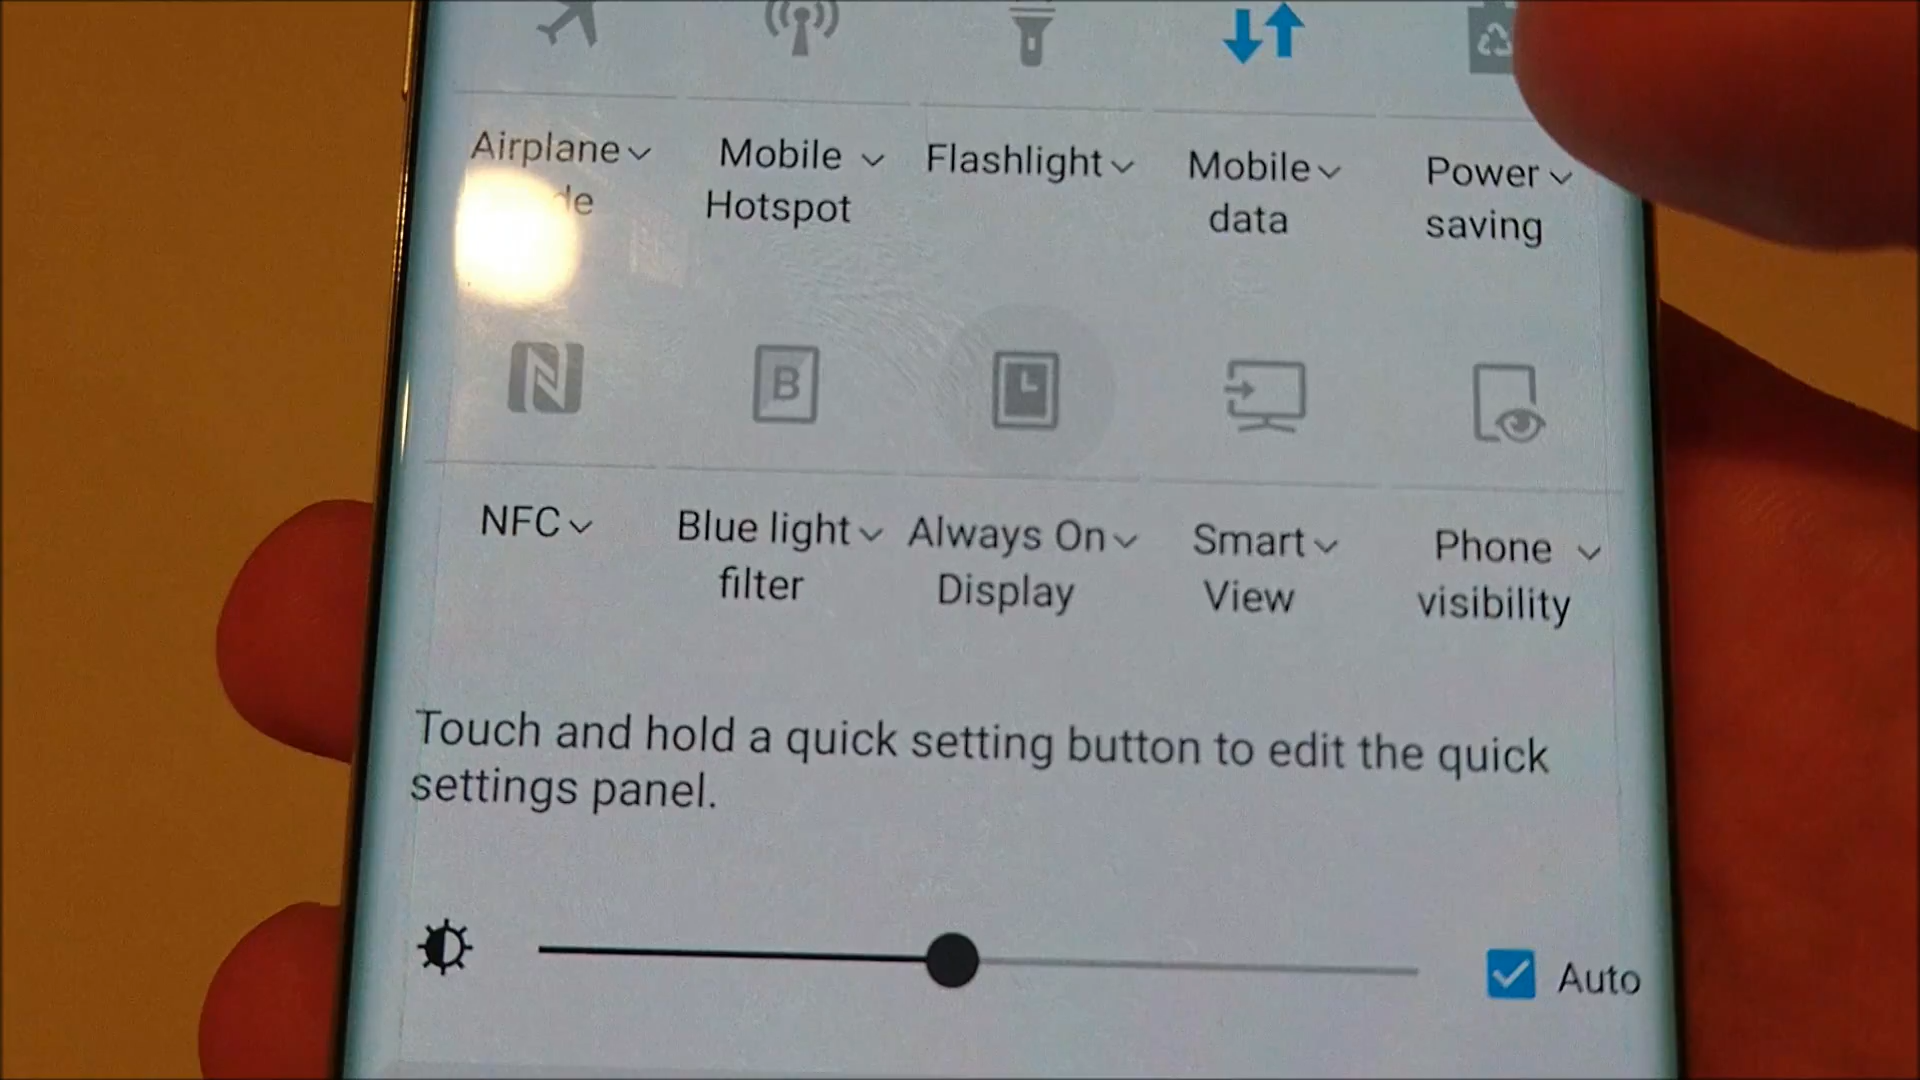 Airplane Mobile Flashlight Mobile Power
Hotspot data saving
B
NFC Blue light Always On Smart Phone
filter Display View visibility
Touch and hold a quick setting button to edit the quick
settings panel.
Auto